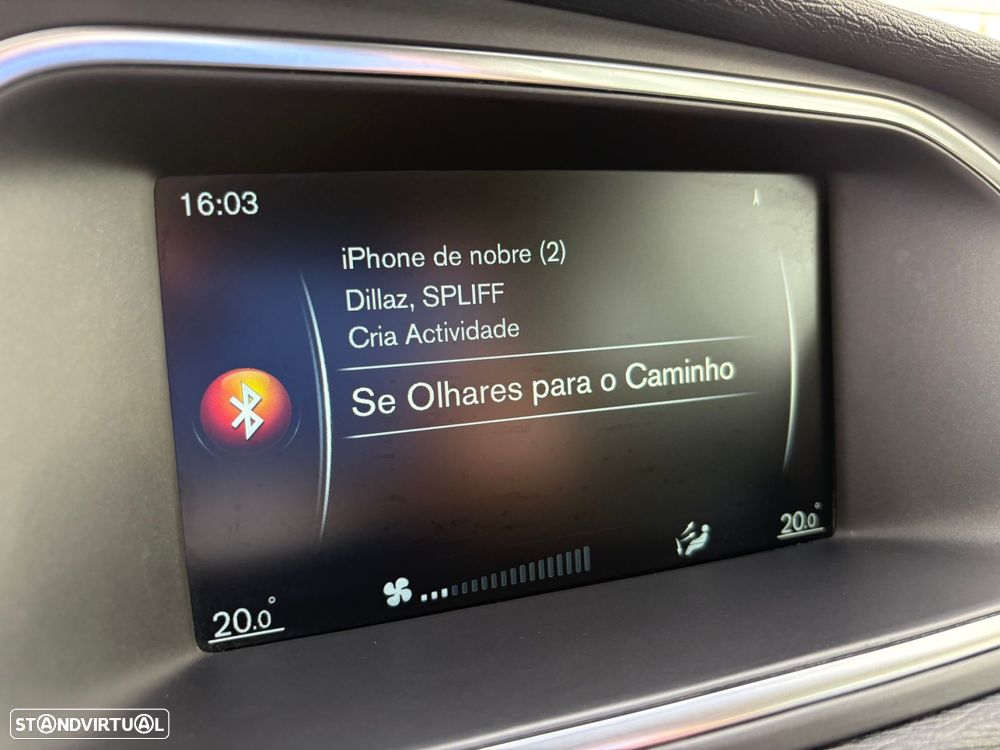 16:03
iPhone de nobre (2)
Dillaz, SPLIFF
Cria Actividade
Se Olhares para o Caminho
20.0°
20.0°
STANDVIRTUAL